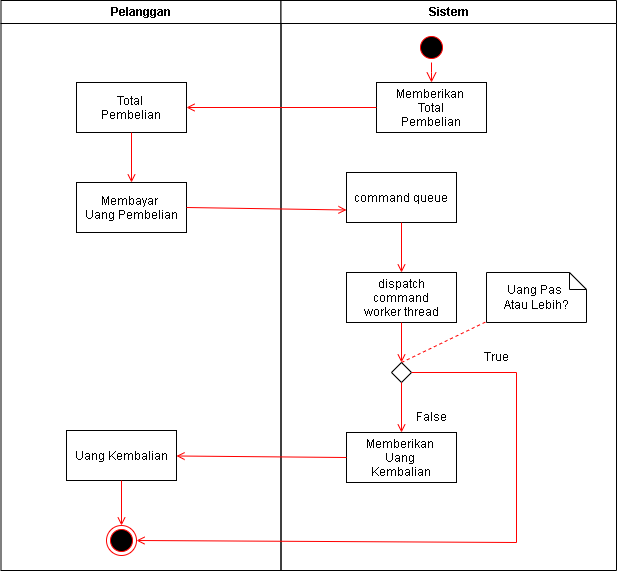 Pelanggan
Sistem
Total
Pembelian
Memberikan
Total
Pembelian
Membayar
Uang Pembelian
command queue
dispatch
command
worker thread
Uang Pas
Atau Lebih?
True
False
Uang Kembalian
Memberikan
Uang
Kembalian